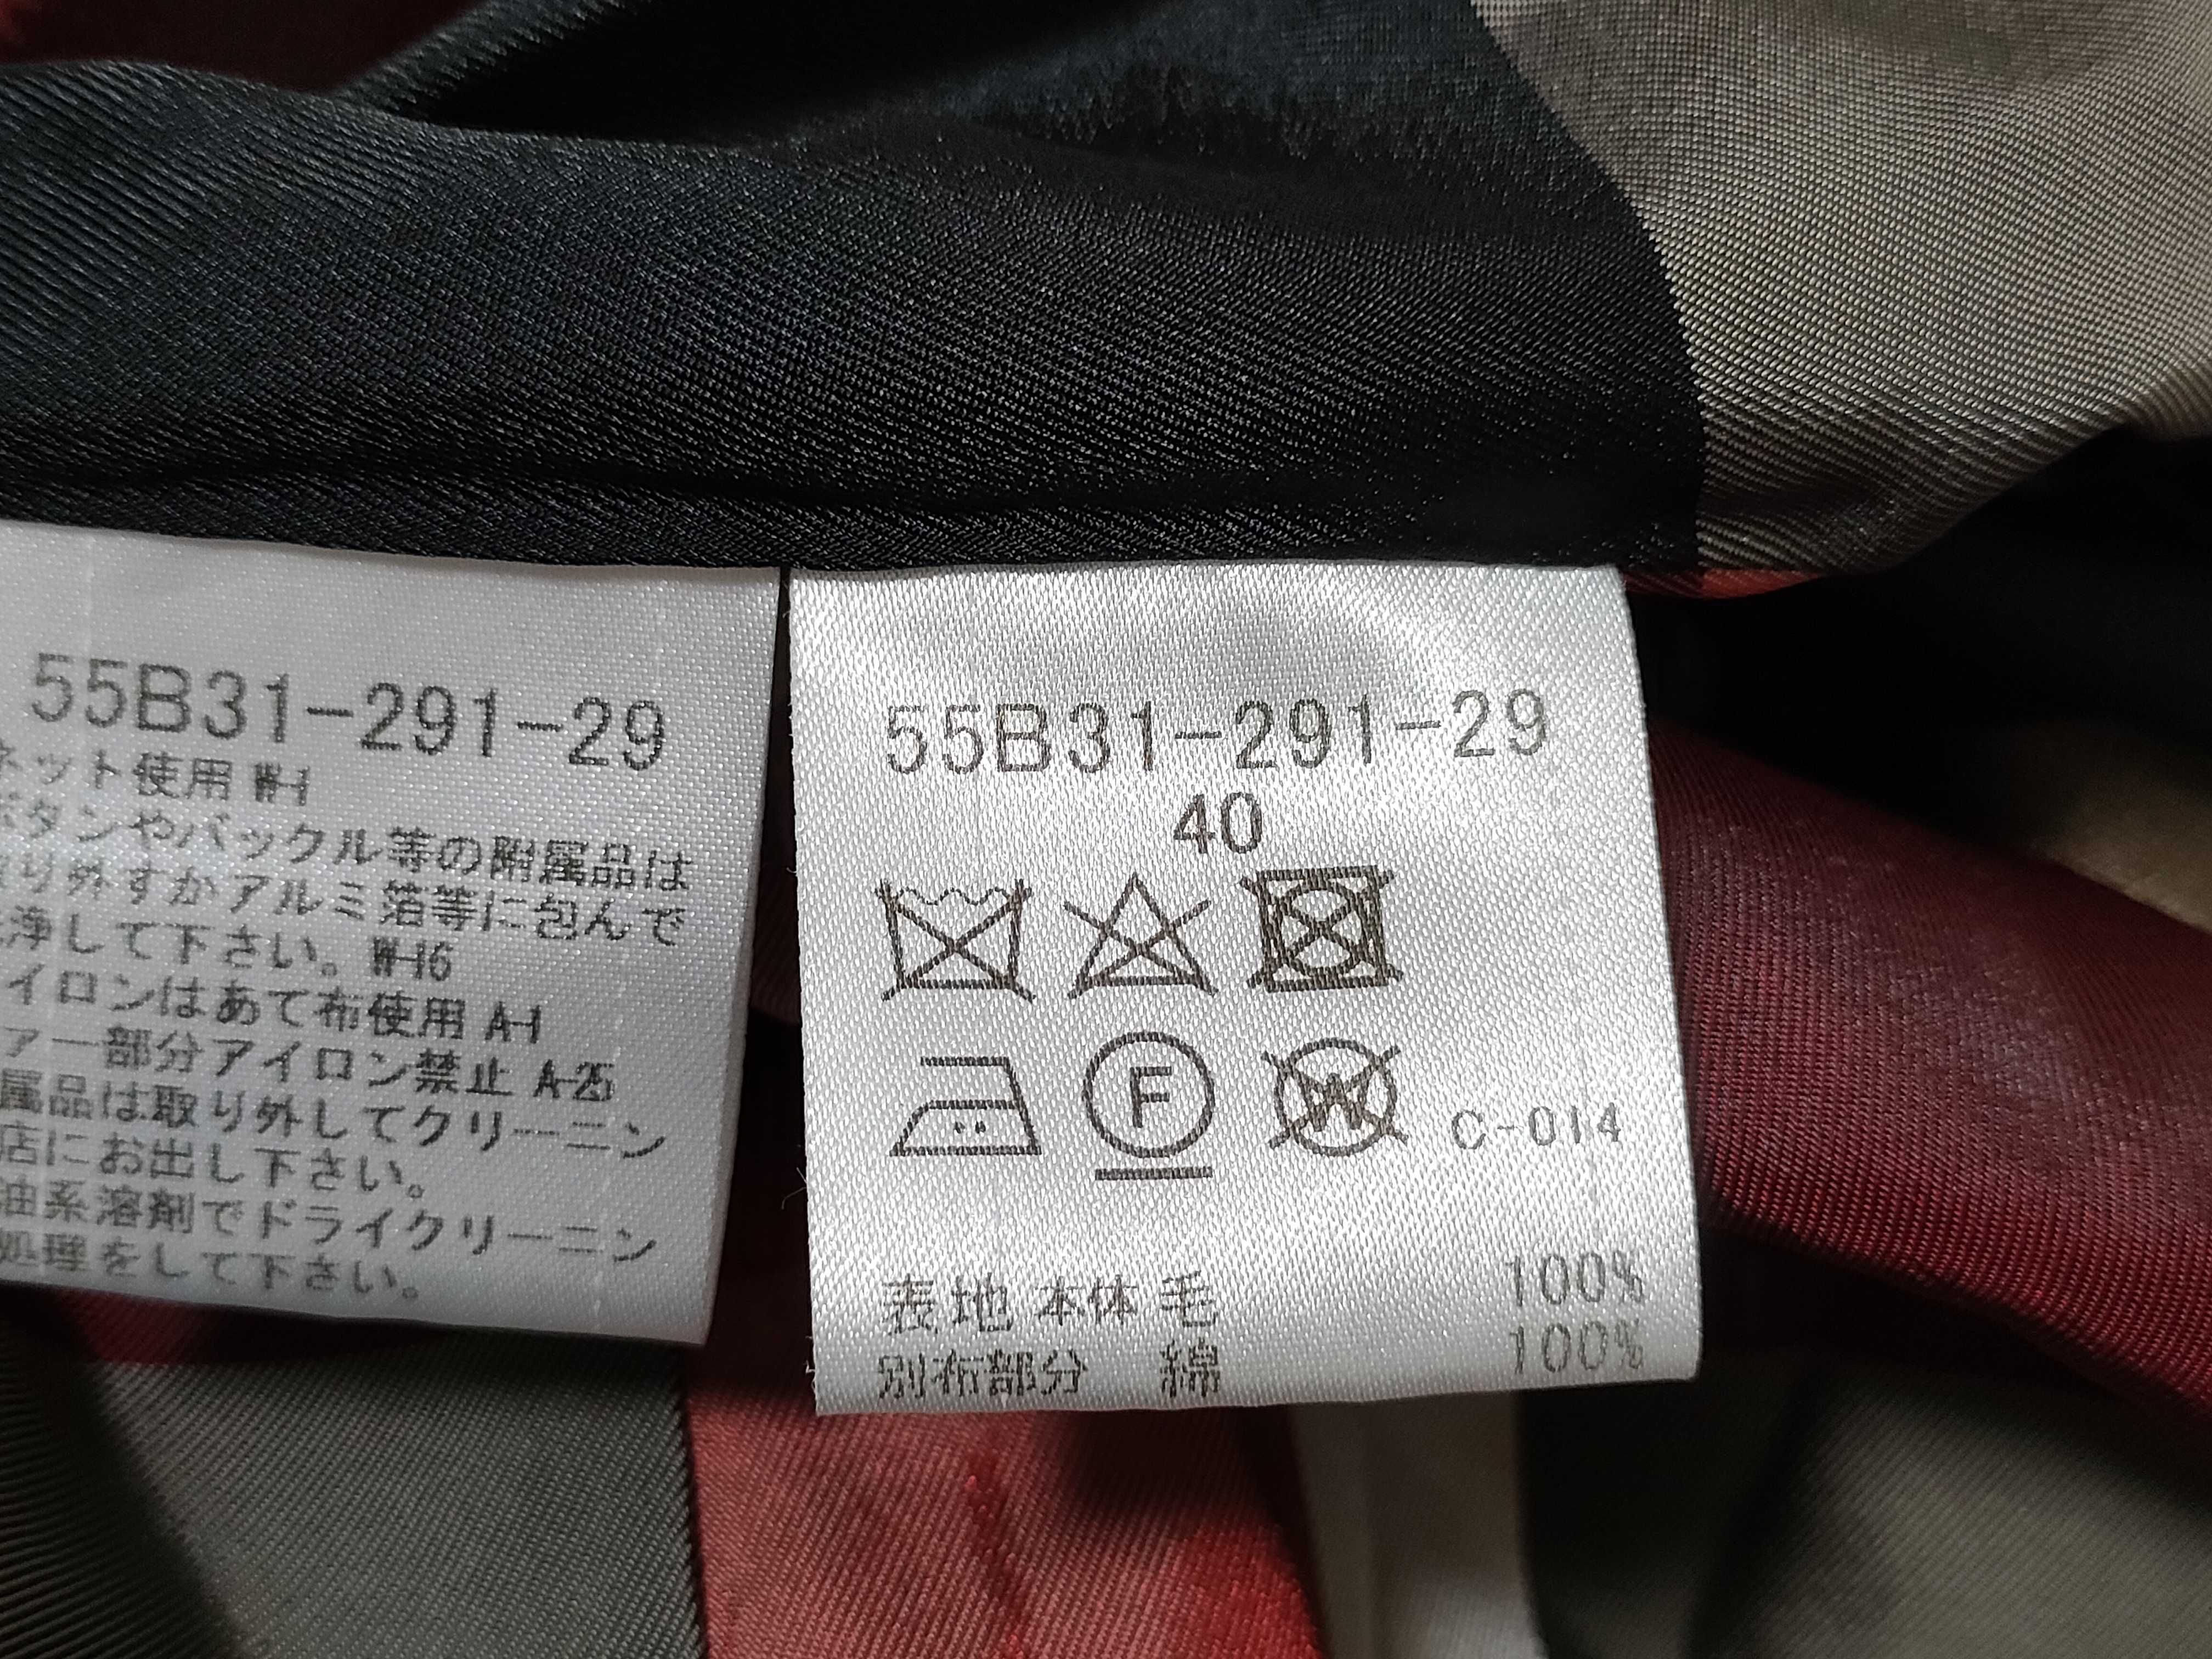 55B31-291-29
ネット使用 W-1
ボタンやバックル等の附属品は
り外すかアルミ箔等に包んで
浄して下さい。W-16
イロンはあて布使用 A-1
ァー部分アイロン禁止 A-25
属品は取り外してクリーニン
店にお出し下さい。
油系溶剤でドライクリーニン
処理をして下さい。
55B31-291-29
40
F
W
C-014
表地 本体 毛 100%
別布部分 綿 100%